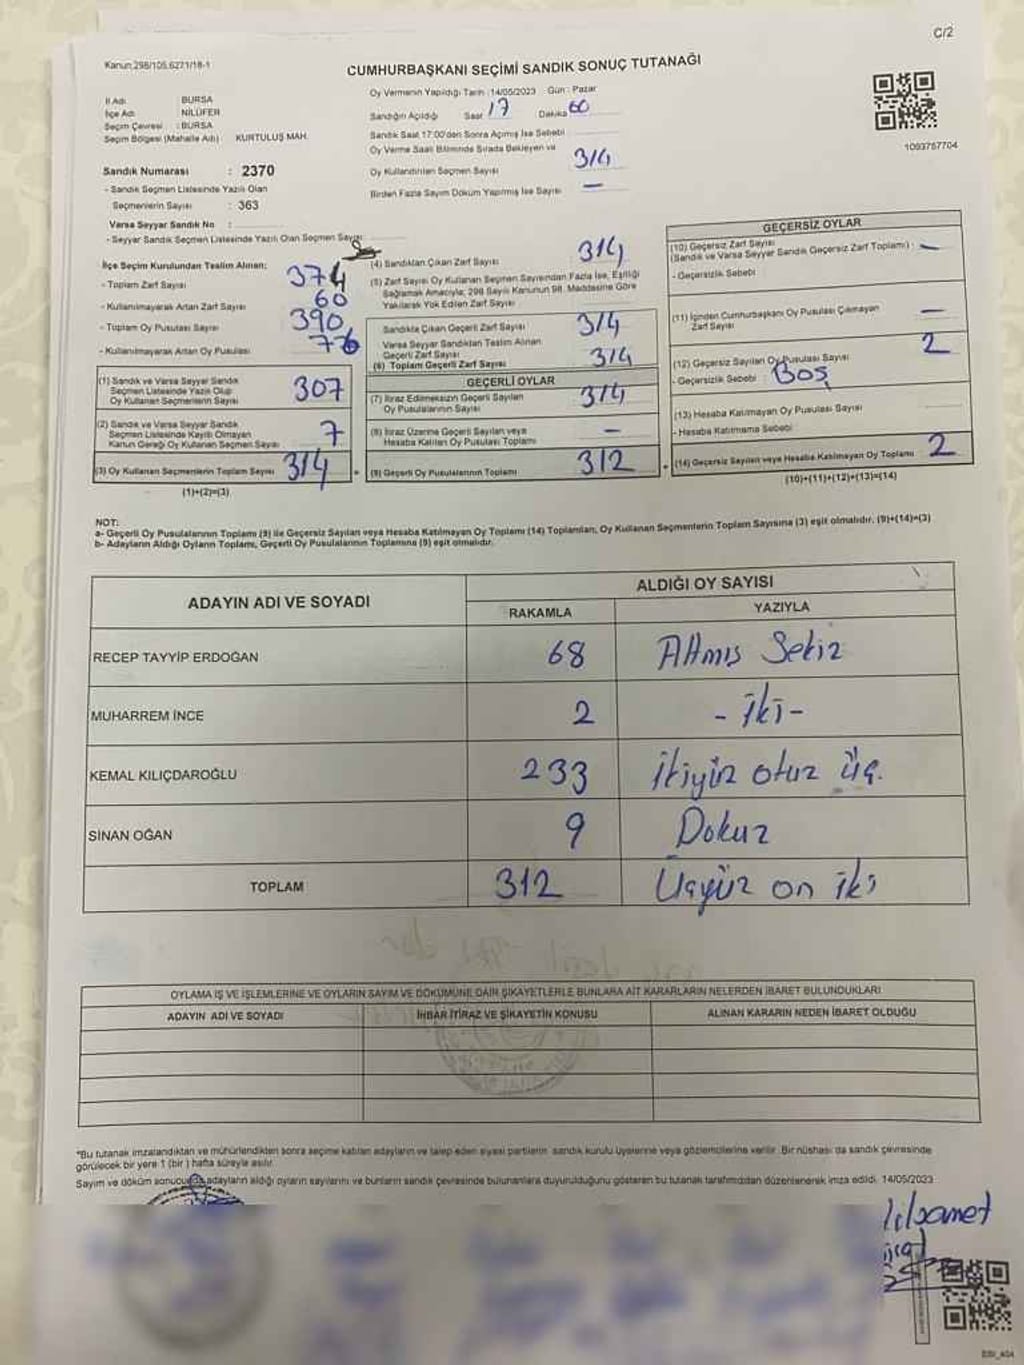 C/2
Kanun:298/105,6271/18-1
CUMHURBAŞKANI SEÇİMİ SANDIK SONUÇ TUTANAĞI
İl Adı BURSA
İlçe Adı NİLÜFER
Seçim Çevresi : BURSA
Seçim Bölgesi (Mahalle Adı) KURTULUŞ MAH.
Sandık Numarası : 2370
- Sandık Seçmen Listesinde Yazılı Olan
Seçmenlerin Sayısı : 363
Varsa Seyyar Sandık No :
- Seyyar Sandık Seçmen Listesinde Yazılı Olan Seçmen Sayısı
Oy Vermenin Yapıldığı Tarih :14/05/2023 Gün : Pazar
Sandığın Açıldığı Saat 17 Dakika 00
Sandık Saat 17:00'den Sonra Açılmış İse Sebebi
Oy Verme Saati Bitiminde Sırada Bekleyen ve
Oy Kullandırılan Seçmen Sayısı 314
Birden Fazla Sayım Döküm Yapılmış İse Sayısı —
1093767704
İlçe Seçim Kurulundan Teslim Alınan;
- Toplam Zarf Sayısı 374
- Kullanılmayarak Artan Zarf Sayısı 60
- Toplam Oy Pusulası Sayısı 390
- Kullanılmayarak Artan Oy Pusulası 776
(1) Sandık ve Varsa Seyyar Sandık
Seçmen Listesinde Yazılı Olup
Oy Kullanan Seçmenlerin Sayısı 307
(2) Sandık ve Varsa Seyyar Sandık
Seçmen Listesinde Kayıtlı Olmayan
Kanun Gereği Oy Kullanan Seçmen Sayısı 7
(3) Oy Kullanan Seçmenlerin Toplam Sayısı 314
(1)+(2)=(3)
(4) Sandıktan Çıkan Zarf Sayısı 314
(5) Zarf Sayısı Oy Kullanan Seçmen Sayısından Fazla İse, Eşitliği
Sağlamak Amacıyla; 298 Sayılı Kanunun 98. Maddesine Göre
Yakılarak Yok Edilen Zarf Sayısı
Sandıkta Çıkan Geçerli Zarf Sayısı 314
Varsa Seyyar Sandıktan Teslim Alınan
Geçerli Zarf Sayısı
(6) Toplam Geçerli Zarf Sayısı 314
GEÇERLİ OYLAR
(7) İtiraz Edilmeksizin Geçerli Sayılan
Oy Pusulalarının Sayısı 314
(8) İtiraz Üzerine Geçerli Sayılan veya
Hesaba Katılan Oy Pusulası Toplamı —
(9) Geçerli Oy Pusulalarının Toplamı 312
GEÇERSİZ OYLAR
(10) Geçersiz Zarf Sayısı
(Sandık ve Varsa Seyyar Sandık Geçersiz Zarf Toplamı) : —
- Geçersizlik Sebebi
(11) İçinden Cumhurbaşkanı Oy Pusulası Çıkmayan
Zarf Sayısı —
(12) Geçersiz Sayılan Oy Pusulası Sayısı 2
- Geçersizlik Sebebi : BOŞ
(13) Hesaba Katılmayan Oy Pusulası Sayısı
- Hesaba Katılmama Sebebi
(14) Geçersiz Sayılan veya Hesaba Katılmayan Oy Toplamı 2
(10)+(11)+(12)+(13)=(14)
NOT:
a- Geçerli Oy Pusulalarının Toplamı (9) ile Geçersiz Sayılan veya Hesaba Katılmayan Oy Toplamı (14) Toplamları, Oy Kullanan Seçmenlerin Toplam Sayısına (3) eşit olmalıdır. (9)+(14)=(3)
b- Adayların Aldığı Oyların Toplamı, Geçerli Oy Pusulalarının Toplamına (9) eşit olmalıdır.
ADAYIN ADI VE SOYADI
ALDIĞI OY SAYISI
RAKAMLA YAZIYLA
RECEP TAYYİP ERDOĞAN 68 Altmış Sekiz
MUHARREM İNCE 2 - iki -
KEMAL KILIÇDAROĞLU 233 ikiyüz otuz üç.
SİNAN OĞAN 9 Dokuz
TOPLAM 312 Üçyüz on iki
OYLAMA İŞ VE İŞLEMLERİNE VE OYLARIN SAYIM VE DÖKÜMÜNE DAİR ŞİKAYETLERLE BUNLARA AİT KARARLARIN NELERDEN İBARET BULUNDUKLARI
ADAYIN ADI VE SOYADI İHBAR İTİRAZ VE ŞİKAYETİN KONUSU ALINAN KARARIN NEDEN İBARET OLDUĞU
*Bu tutanak imzalandıktan ve mühürlendikten sonra seçime katılan adayların ve talep eden siyasi partilerin sandık kurulu üyelerine veya gözlemcilerine verilir. Bir nüshası da sandık çevresinde
görülecek bir yere 1 (bir) hafta süreyle asılır.
Sayım ve döküm sonucunda adayların aldığı oyların sayılarını ve bunların sandık çevresinde bulunanlara duyurulduğunu gösteren bu tutanak tarafımızdan düzenlenerek imza edildi. 14/05/2023